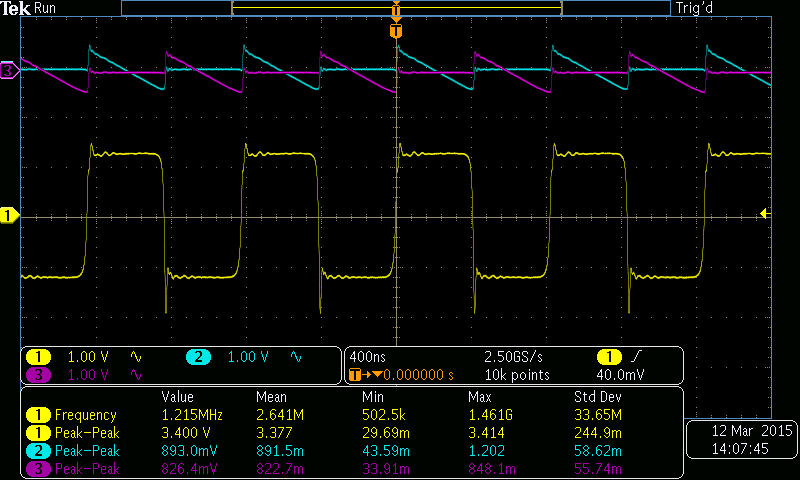 Tek Run T Trig'd
T
3
1
1 1.00 V 2 1.00 V
3 1.00 V
400ns 2.50GS/s 1
T→▼0.000000 s 10k points 40.0mV
Value Mean Min Max Std Dev
1 Frequency 1.215MHz 2.641M 502.5k 1.461G 33.65M
1 Peak-Peak 3.400 V 3.377 29.69m 3.414 244.9m
2 Peak-Peak 893.0mV 891.5m 43.59m 1.202 58.62m
3 Peak-Peak 826.4mV 822.7m 33.91m 848.1m 55.74m
12 Mar 2015
14:07:45